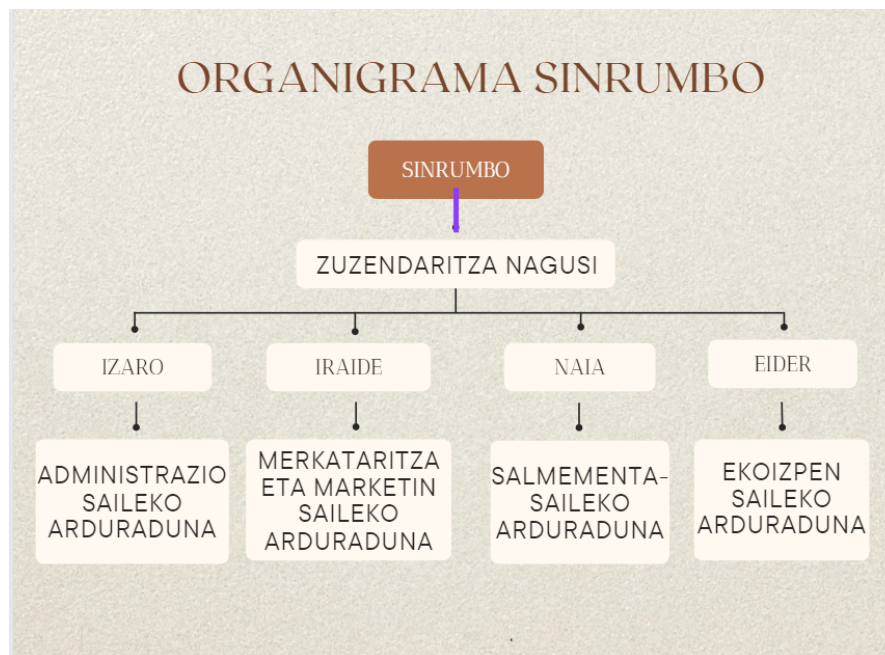 ORGANIGRAMA SINRUMBO
SINRUMBO
ZUZENDARITZA NAGUSI
IZARO
IRAIDE
NAIA
EIDER
ADMINISTRAZIO
SAILEKO
ARDURADUNA
MERKATARITZA
ETA MARKETIN
SAILEKO
ARDURADUNA
SALMEMENTA-
SAILEKO
ARDURADUNA
EKOIZPEN
SAILEKO
ARDURADUNA